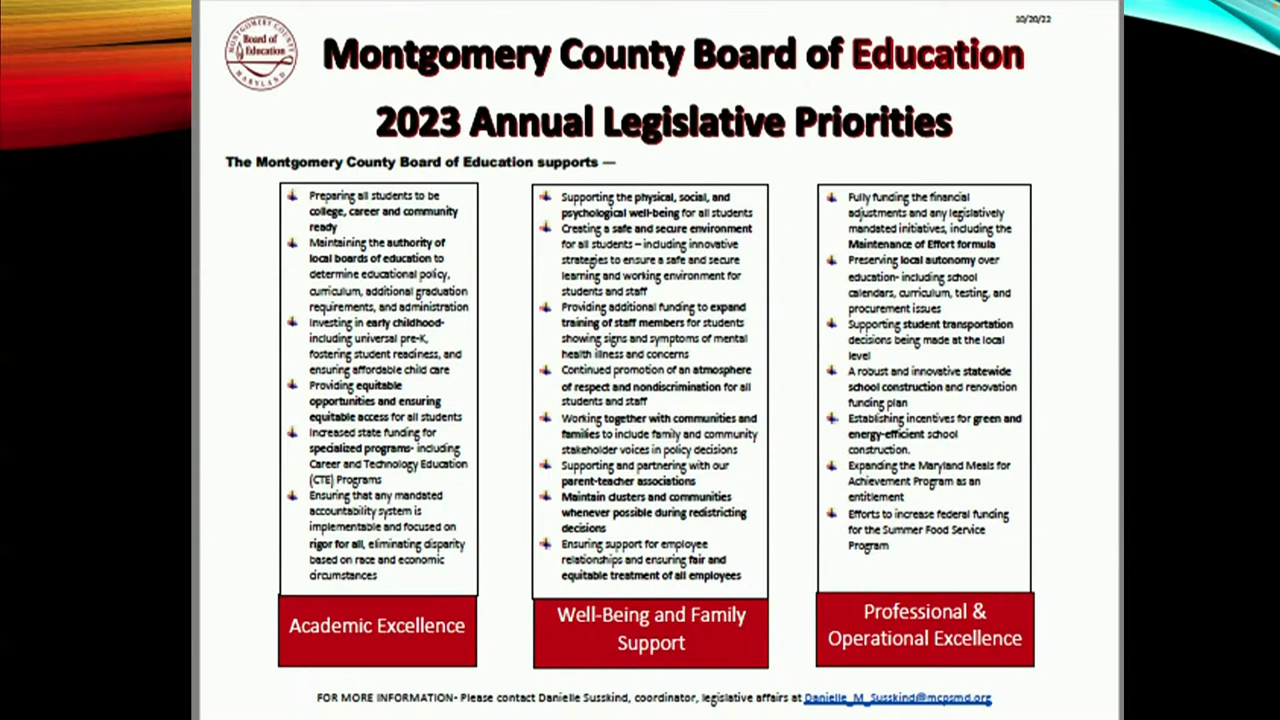 10/20/22
MONTGOMERY COUNTY
Board of
Education
MARYLAND
Montgomery County Board of Education
2023 Annual Legislative Priorities
The Montgomery County Board of Education supports —
Preparing all students to be
college, career and community
ready
Maintaining the authority of
local boards of education to
determine educational policy,
curriculum, additional graduation
requirements, and administration
Investing in early childhood-
including universal pre-K,
fostering student readiness, and
ensuring affordable child care
Providing equitable
opportunities and ensuring
equitable access for all students
Increased state funding for
specialized programs- including
Career and Technology Education
(CTE) Programs
Ensuring that any mandated
accountability system is
implementable and focused on
rigor for all, eliminating disparity
based on race and economic
circumstances
Academic Excellence
Supporting the physical, social, and
psychological well-being for all students
Creating a safe and secure environment
for all students – including innovative
strategies to ensure a safe and secure
learning and working environment for
students and staff
Providing additional funding to expand
training of staff members for students
showing signs and symptoms of mental
health illness and concerns
Continued promotion of an atmosphere
of respect and nondiscrimination for all
students and staff
Working together with communities and
families to include family and community
stakeholder voices in policy decisions
Supporting and partnering with our
parent-teacher associations
Maintain clusters and communities
whenever possible during redistricting
decisions
Ensuring support for employee
relationships and ensuring fair and
equitable treatment of all employees
Well-Being and Family
Support
Fully funding the financial
adjustments and any legislatively
mandated initiatives, including the
Maintenance of Effort formula
Preserving local autonomy over
education- including school
calendars, curriculum, testing, and
procurement issues
Supporting student transportation
decisions being made at the local
level
A robust and innovative statewide
school construction and renovation
funding plan
Establishing incentives for green and
energy-efficient school
construction.
Expanding the Maryland Meals for
Achievement Program as an
entitlement
Efforts to increase federal funding
for the Summer Food Service
Program
Professional &
Operational Excellence
FOR MORE INFORMATION- Please contact Danielle Susskind, coordinator, legislative affairs at Danielle_M_Susskind@mcpsmd.org